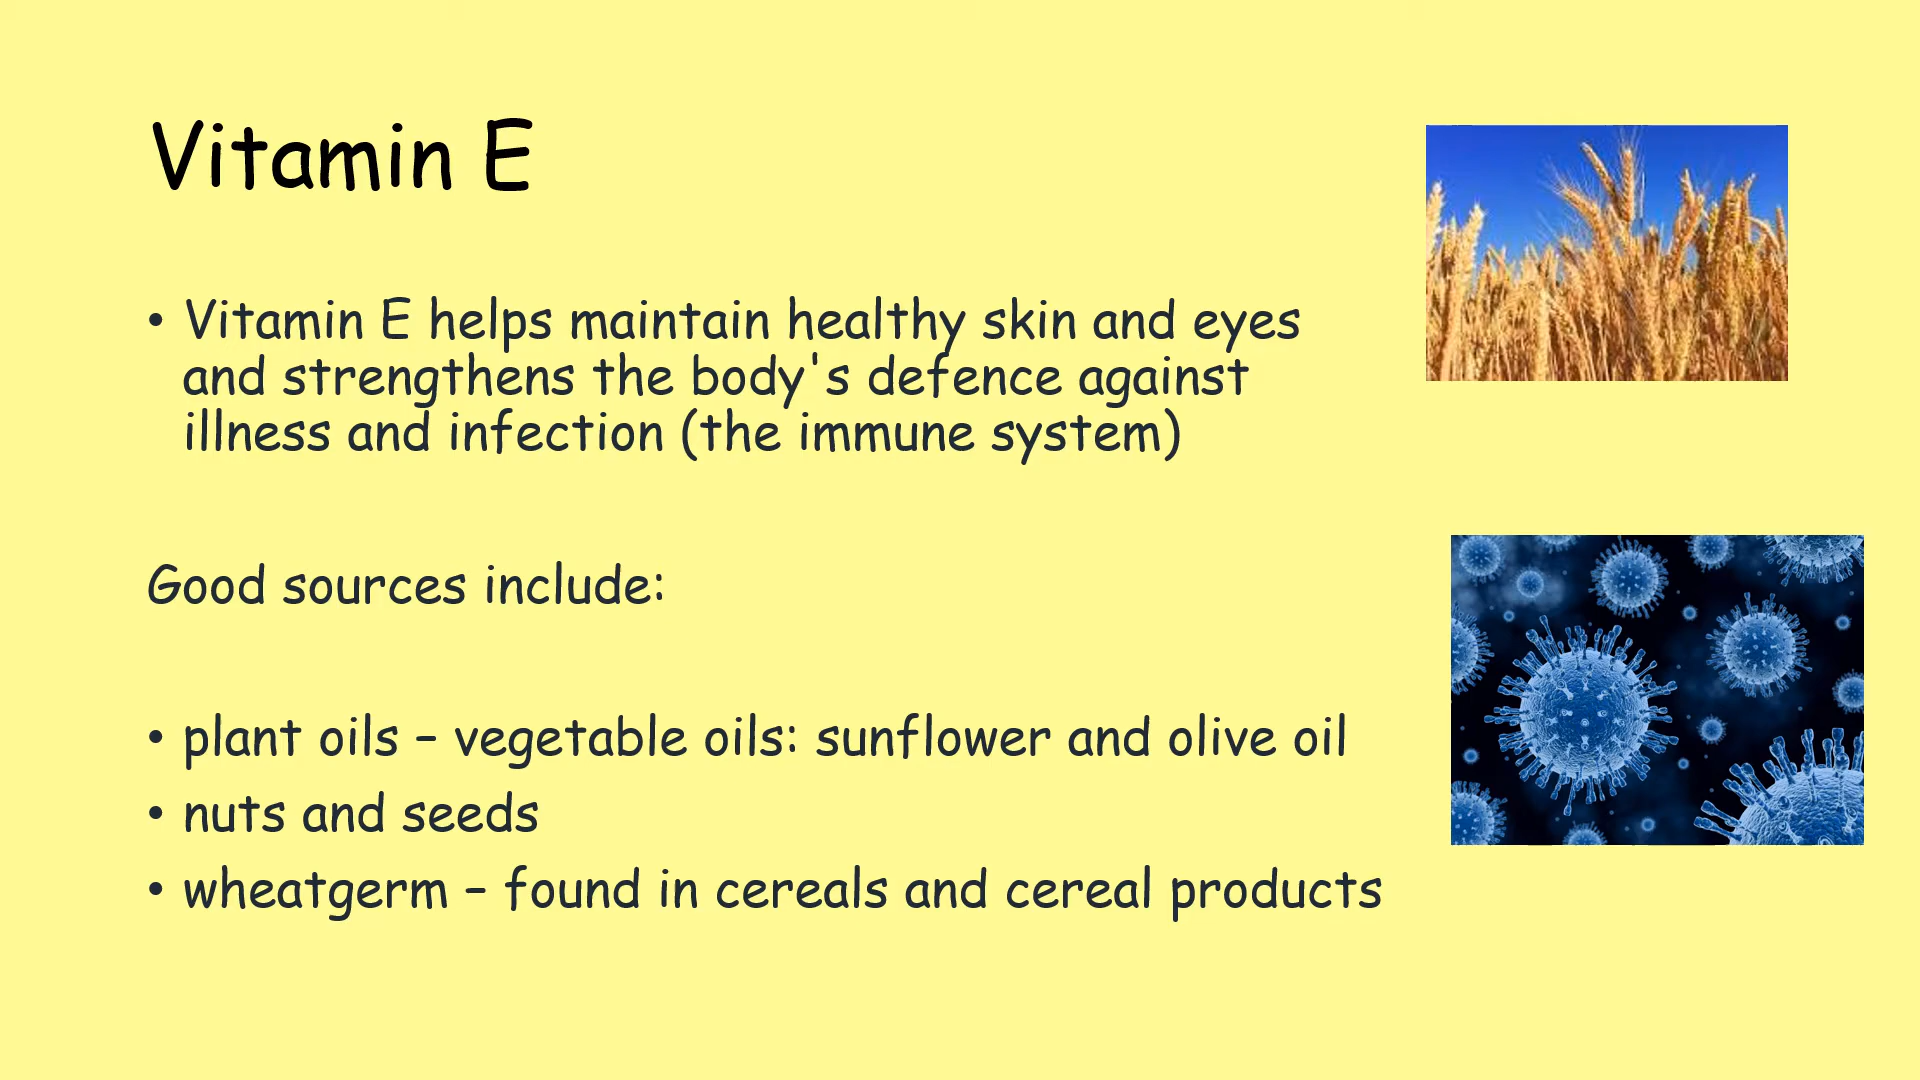 Vitamin E
• Vitamin E helps maintain healthy skin and eyes
and strengthens the body's defence against
illness and infection (the immune system)
Good sources include:
• plant oils – vegetable oils: sunflower and olive oil
• nuts and seeds
• wheatgerm – found in cereals and cereal products